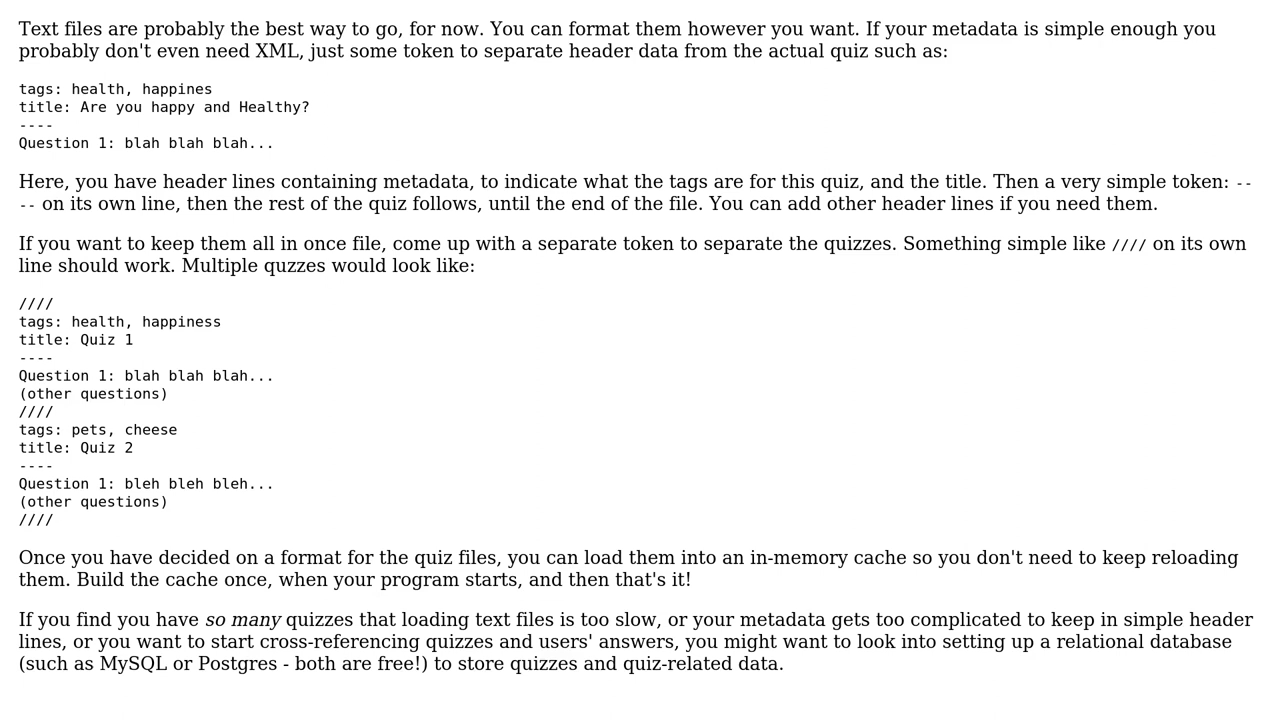 Text files are probably the best way to go, for now. You can format them however you want. If your metadata is simple enough you
probably don't even need XML, just some token to separate header data from the actual quiz such as:
tags: health, happines
title: Are you happy and Healthy?
----
Question 1: blah blah blah...
Here, you have header lines containing metadata, to indicate what the tags are for this quiz, and the title. Then a very simple token: --
-- on its own line, then the rest of the quiz follows, until the end of the file. You can add other header lines if you need them.
If you want to keep them all in once file, come up with a separate token to separate the quizzes. Something simple like //// on its own
line should work. Multiple quzzes would look like:
////
tags: health, happiness
title: Quiz 1
----
Question 1: blah blah blah...
(other questions)
////
tags: pets, cheese
title: Quiz 2
----
Question 1: bleh bleh bleh...
(other questions)
////
Once you have decided on a format for the quiz files, you can load them into an in-memory cache so you don't need to keep reloading
them. Build the cache once, when your program starts, and then that's it!
If you find you have so many quizzes that loading text files is too slow, or your metadata gets too complicated to keep in simple header
lines, or you want to start cross-referencing quizzes and users' answers, you might want to look into setting up a relational database
(such as MySQL or Postgres - both are free!) to store quizzes and quiz-related data.